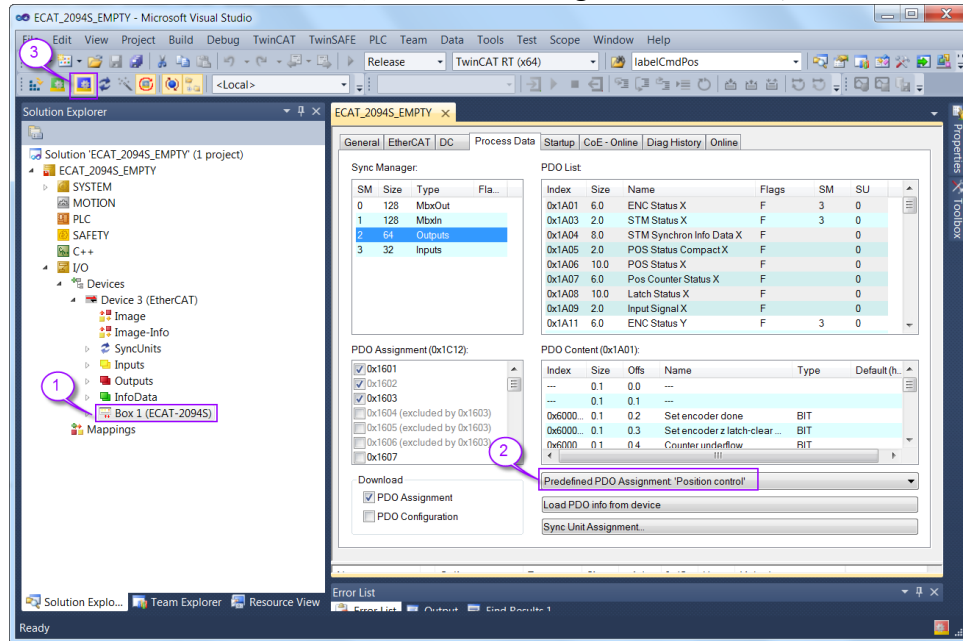 ECAT_2094S_EMPTY - Microsoft Visual Studio
File Edit View Project Build Debug TwinCAT TwinSAFE PLC Team Data Tools Test Scope Window Help
3
Release TwinCAT RT (x64) labelCmdPos
<Local>
Solution Explorer
Solution 'ECAT_2094S_EMPTY' (1 project)
ECAT_2094S_EMPTY
SYSTEM
MOTION
PLC
SAFETY
C++
I/O
Devices
Device 3 (EtherCAT)
Image
Image-Info
SyncUnits
Inputs
Outputs
InfoData
1
Box 1 (ECAT-2094S)
Mappings
Solution Explo... Team Explorer Resource View
ECAT_2094S_EMPTY
General EtherCAT DC Process Data Startup CoE - Online Diag History Online
Sync Manager:
SM Size Type Fla...
0 128 MbxOut
1 128 MbxIn
2 64 Outputs
3 32 Inputs
PDO List:
Index Size Name Flags SM SU
0x1A01 6.0 ENC Status X F 3 0
0x1A03 2.0 STM Status X F 3 0
0x1A04 8.0 STM Synchron Info Data X F 0
0x1A05 2.0 POS Status Compact X F 0
0x1A06 10.0 POS Status X F 0
0x1A07 6.0 Pos Counter Status X F 0
0x1A08 10.0 Latch Status X F 0
0x1A09 2.0 Input Signal X F 0
0x1A11 6.0 ENC Status Y F 3 0
PDO Assignment (0x1C12):
0x1601
0x1602
0x1603
0x1604 (excluded by 0x1603)
0x1605 (excluded by 0x1603)
0x1606 (excluded by 0x1603)
0x1607
PDO Content (0x1A01):
Index Size Offs Name Type Default (h...
--- 0.1 0.0 ---
--- 0.1 0.1 ---
0x6000... 0.1 0.2 Set encoder done BIT
0x6000... 0.1 0.3 Set encoder z latch-clear ... BIT
0x6000 0.1 0.4 Counter underflow BIT
2
Download
PDO Assignment
PDO Configuration
Predefined PDO Assignment: 'Position control'
Load PDO info from device
Sync Unit Assignment...
Error List
Error List Output Find Results 1
Properties
Toolbox
Ready